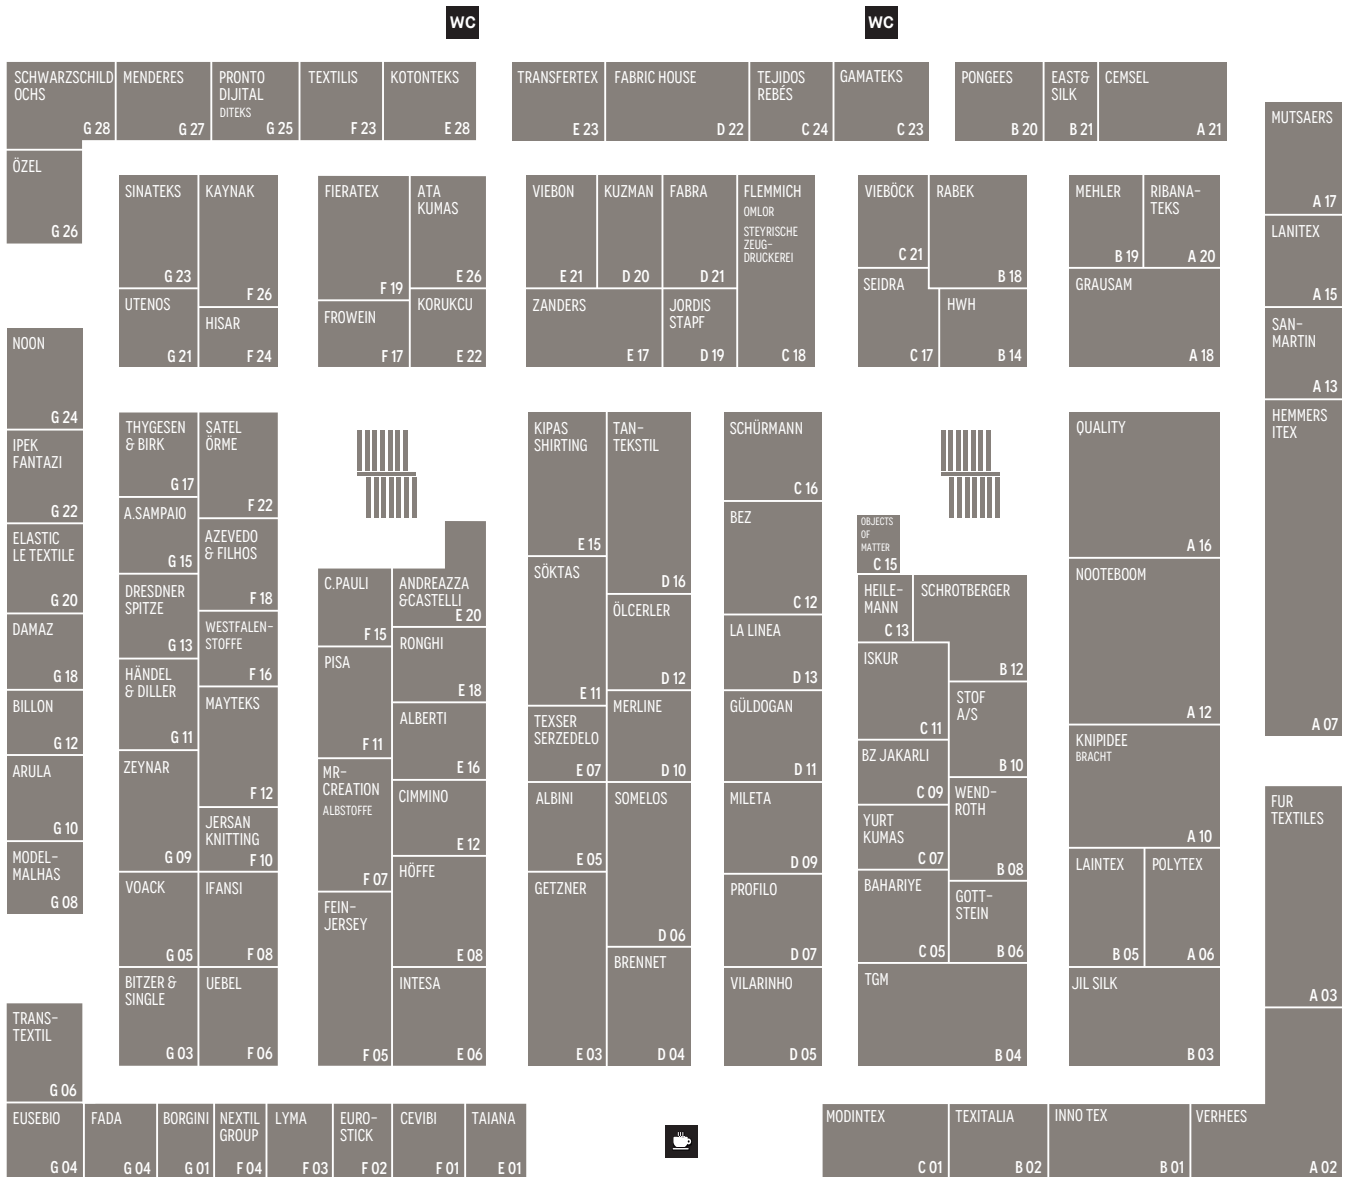 WC
WC
SCHWARZSCHILD
OCHS
G 28
MENDERES
G 27
PRONTO
DIJITAL
DITEKS
G 25
TEXTILIS
F 23
KOTONTEKS
E 28
TRANSFERTEX
E 23
FABRIC HOUSE
D 22
TEJIDOS
REBÉS
C 24
GAMATEKS
C 23
PONGEES
B 20
EAST&
SILK
B 21
CEMSEL
A 21
MUTSAERS
A 17
ÖZEL
G 26
SINATEKS
G 23
KAYNAK
F 26
FIERATEX
F 19
ATA
KUMAS
E 26
VIEBON
E 21
KUZMAN
D 20
FABRA
D 21
FLEMMICH
OMLOR
STEYRISCHE
ZEUG-
DRUCKEREI
C 18
VIEBÖCK
C 21
RABEK
B 18
MEHLER
B 19
RIBANA-
TEKS
A 20
LANITEX
A 15
UTENOS
G 21
HISAR
F 24
FROWEIN
F 17
KORUKCU
E 22
ZANDERS
E 17
JORDIS
STAPF
D 19
SEIDRA
C 17
HWH
B 14
GRAUSAM
A 18
SAN-
MARTIN
A 13
NOON
G 24
HEMMERS
ITEX
A 07
IPEK
FANTAZI
G 22
ELASTIC
LE TEXTILE
G 20
DAMAZ
G 18
BILLON
G 12
ARULA
G 10
MODEL-
MALHAS
G 08
THYGESEN
& BIRK
G 17
A.SAMPAIO
G 15
DRESDNER
SPITZE
G 13
HÄNDEL
& DILLER
G 11
ZEYNAR
G 09
VOACK
G 05
BITZER &
SINGLE
G 03
SATEL
ÖRME
F 22
AZEVEDO
& FILHOS
F 18
WESTFALEN-
STOFFE
F 16
MAYTEKS
F 12
JERSAN
KNITTING
F 10
IFANSI
F 08
UEBEL
F 06
C.PAULI
F 15
PISA
F 11
MR-
CREATION
ALBSTOFFE
F 07
FEIN-
JERSEY
F 05
ANDREAZZA
&CASTELLI
E 20
RONGHI
E 18
ALBERTI
E 16
CIMMINO
E 12
HÖFFE
E 08
INTESA
E 06
KIPAS
SHIRTING
E 15
SÖKTAS
E 11
TEXSER
SERZEDELO
E 07
ALBINI
E 05
GETZNER
E 03
TAN-
TEKSTIL
D 16
ÖLCERLER
D 12
MERLINE
D 10
SOMELOS
D 06
BRENNET
D 04
SCHÜRMANN
C 16
BEZ
C 12
LA LINEA
D 13
GÜLDOGAN
D 11
MILETA
D 09
PROFILO
D 07
VILARINHO
D 05
OBJECTS
OF
MATTER
C 15
HEILE-
MANN
C 13
SCHROTBERGER
B 12
ISKUR
C 11
STOF
A/S
B 10
BZ JAKARLI
C 09
WEND-
ROTH
B 08
YURT
KUMAS
C 07
BAHARIYE
C 05
GOTT-
STEIN
B 06
TGM
B 04
QUALITY
A 16
NOOTEBOOM
A 12
KNIPIDEE
BRACHT
A 10
LAINTEX
B 05
POLYTEX
A 06
JIL SILK
B 03
FUR
TEXTILES
A 03
TRANS-
TEXTIL
G 06
EUSEBIO
G 04
FADA
G 04
BORGINI
G 01
NEXTIL
GROUP
F 04
LYMA
F 03
EURO-
STICK
F 02
CEVIBI
F 01
TAIANA
E 01
MODINTEX
C 01
TEXITALIA
B 02
INNO TEX
B 01
VERHEES
A 02